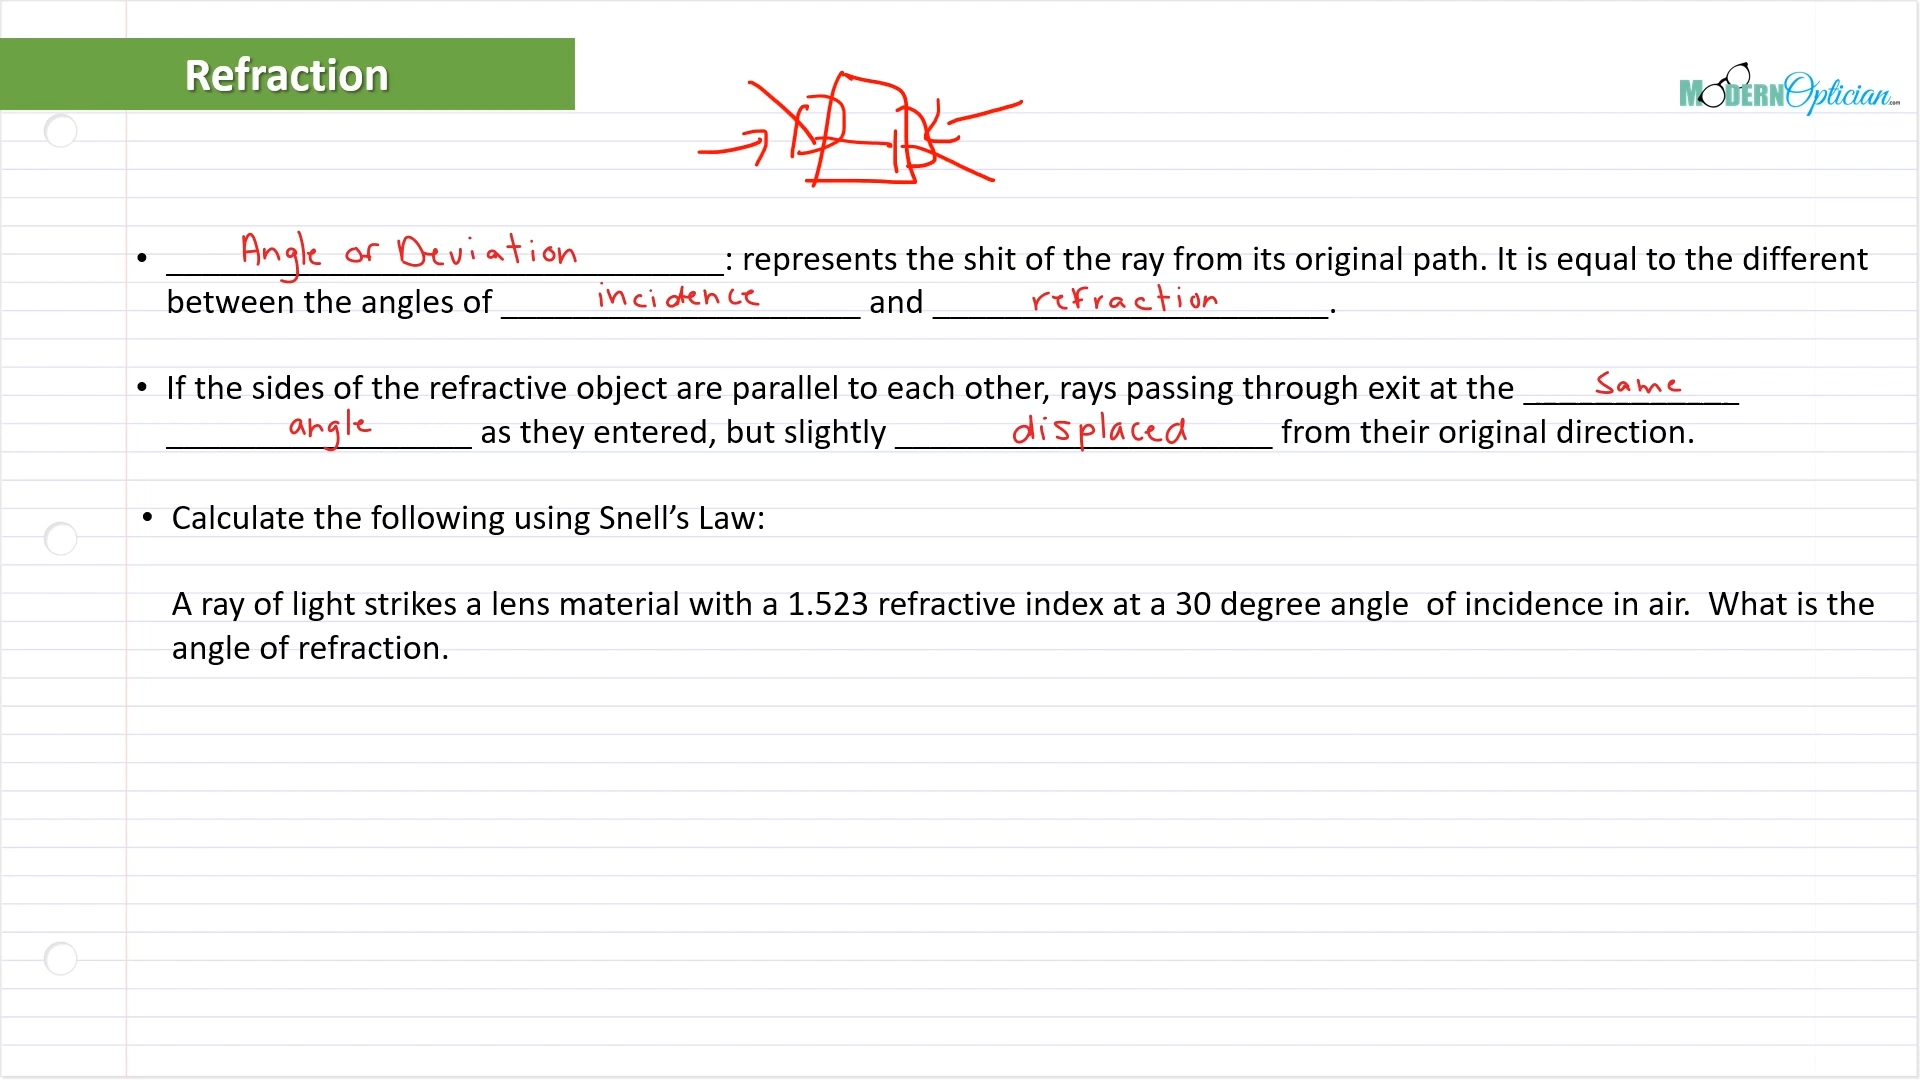 Refraction
MODERNOptician.com
• Angle or Deviation: represents the shit of the ray from its original path. It is equal to the different
between the angles of incidence and refraction.
• If the sides of the refractive object are parallel to each other, rays passing through exit at the same
angle as they entered, but slightly displaced from their original direction.
• Calculate the following using Snell’s Law:
A ray of light strikes a lens material with a 1.523 refractive index at a 30 degree angle of incidence in air. What is the
angle of refraction.